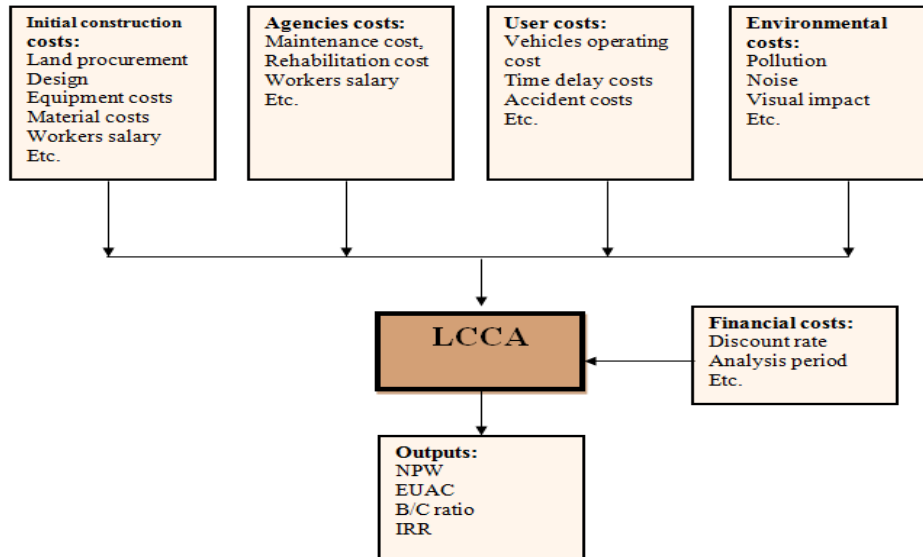 Initial construction
costs:
Land procurement
Design
Equipment costs
Material costs
Workers salary
Etc.
Agencies costs:
Maintenance cost,
Rehabilitation cost
Workers salary
Etc.
User costs:
Vehicles operating
cost
Time delay costs
Accident costs
Etc.
Environmental
costs:
Pollution
Noise
Visual impact
Etc.
LCCA
Financial costs:
Discount rate
Analysis period
Etc.
Outputs:
NPW
EUAC
B/C ratio
IRR